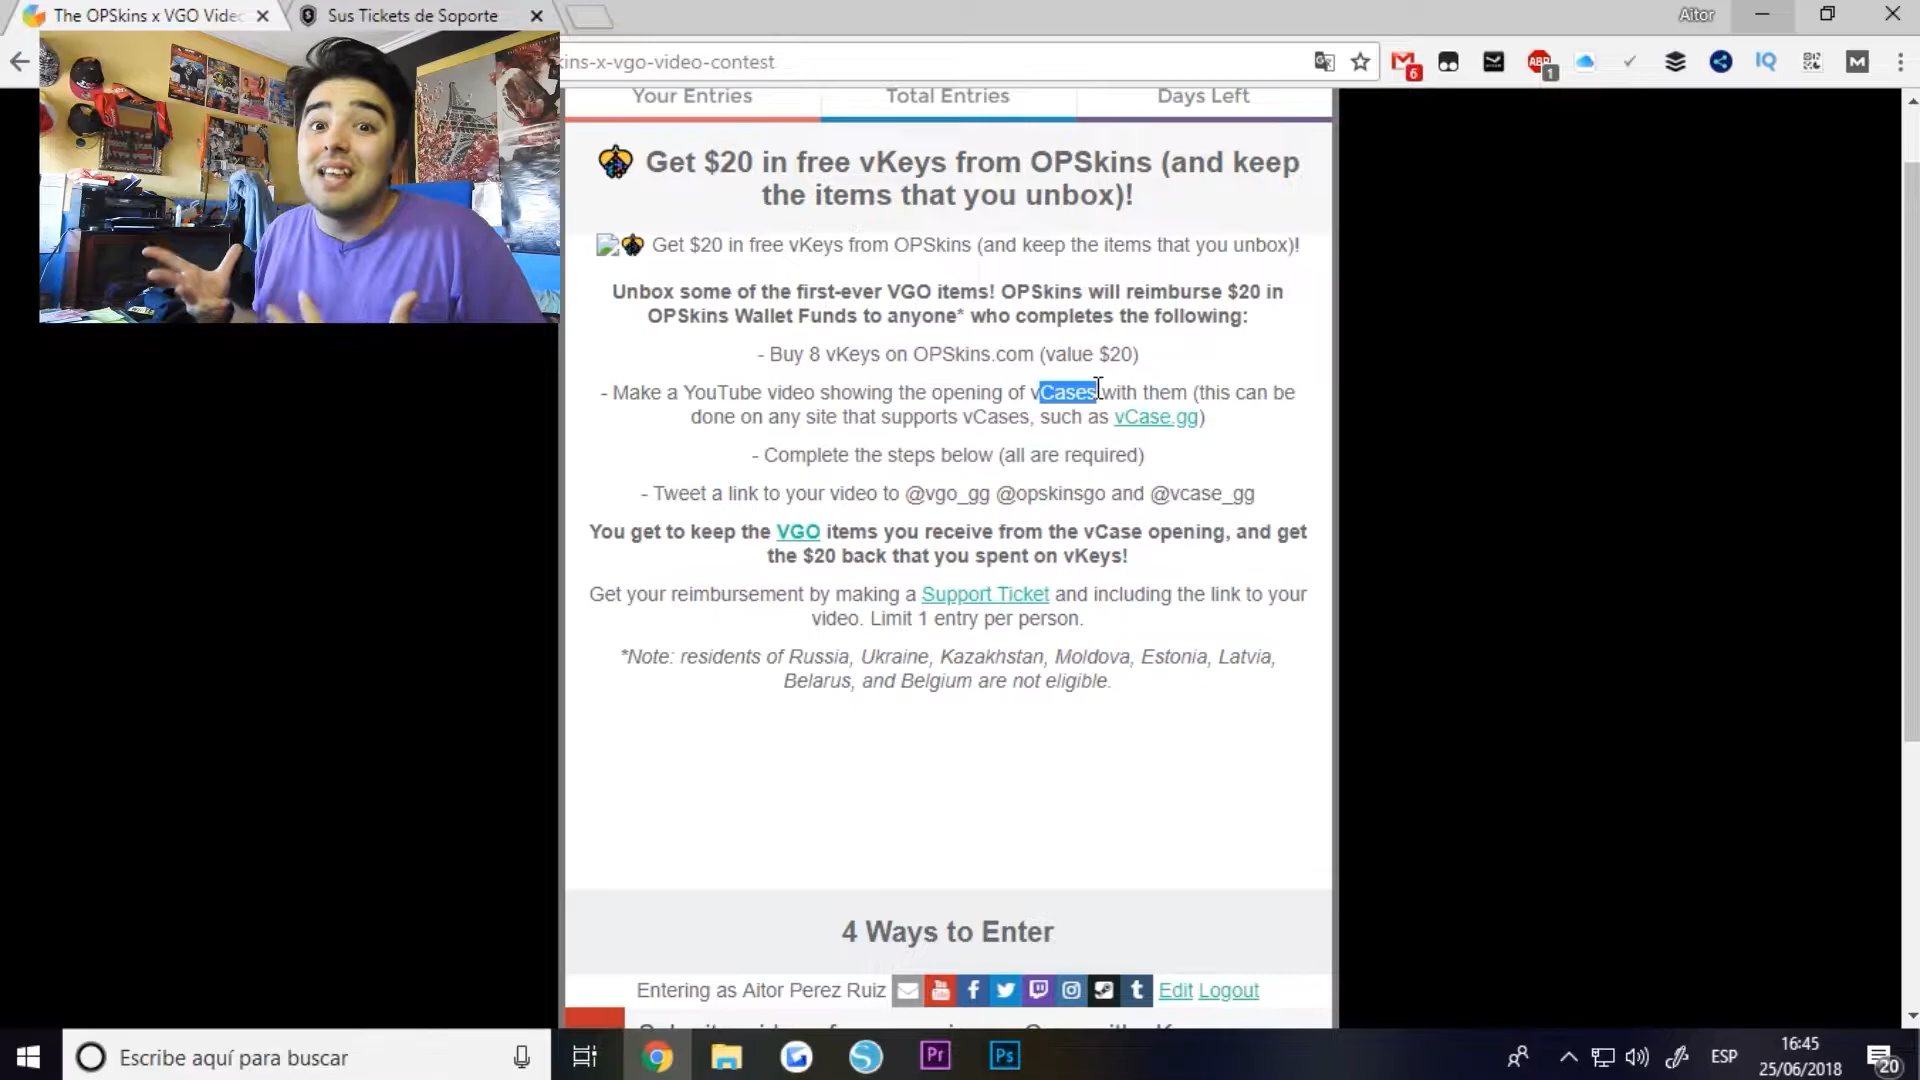 The OPSkins x VGO Vide
Sus Tickets de Soporte
Aitor
ins-x-vgo-video-contest
6
ABP
1
IQ
M
Your Entries
Total Entries
Days Left
Get $20 in free vKeys from OPSkins (and keep
the items that you unbox)!
Get $20 in free vKeys from OPSkins (and keep the items that you unbox)!
Unbox some of the first-ever VGO items! OPSkins will reimburse $20 in
OPSkins Wallet Funds to anyone* who completes the following:
- Buy 8 vKeys on OPSkins.com (value $20)
- Make a YouTube video showing the opening of vCases with them (this can be
done on any site that supports vCases, such as vCase.gg)
- Complete the steps below (all are required)
- Tweet a link to your video to @vgo_gg @opskinsgo and @vcase_gg
You get to keep the VGO items you receive from the vCase opening, and get
the $20 back that you spent on vKeys!
Get your reimbursement by making a Support Ticket and including the link to your
video. Limit 1 entry per person.
*Note: residents of Russia, Ukraine, Kazakhstan, Moldova, Estonia, Latvia,
Belarus, and Belgium are not eligible.
4 Ways to Enter
Entering as Aitor Perez Ruiz
Edit Logout
Escribe aquí para buscar
Pr
Ps
ESP
16:45
25/06/2018
20